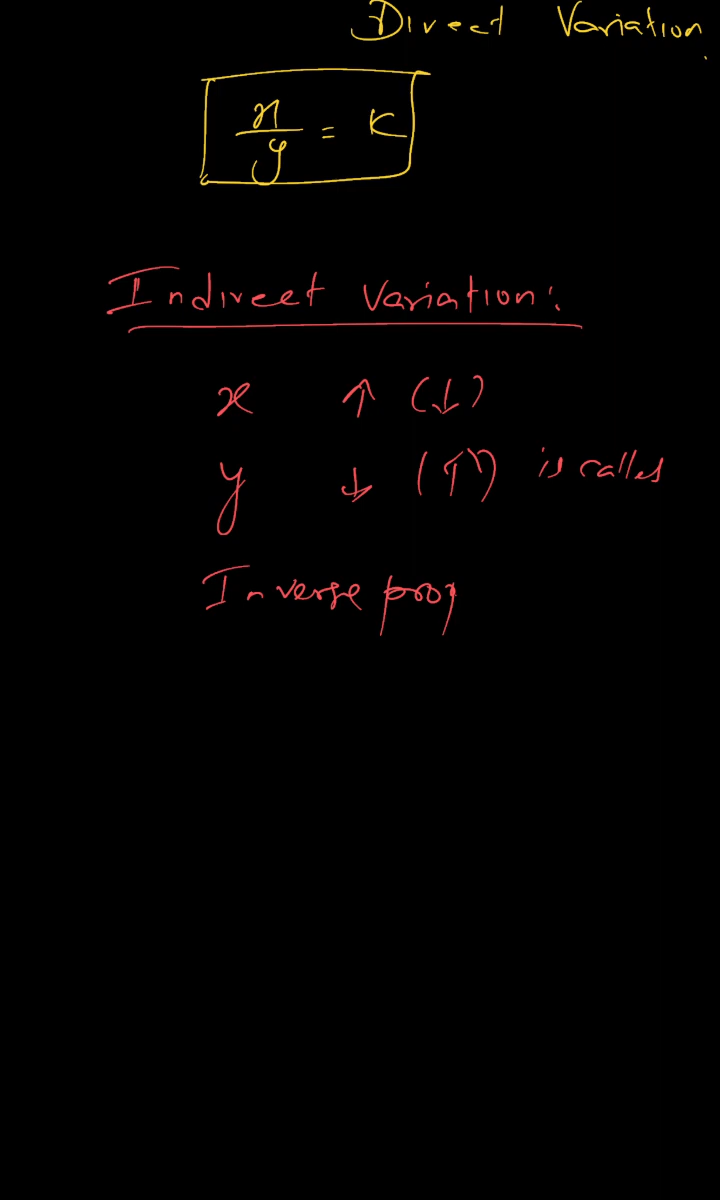 Direct Variation.
x/y = K
Indirect Variation:
x ↑ (↓)
y ↓ (↑) is called
Inverse prop